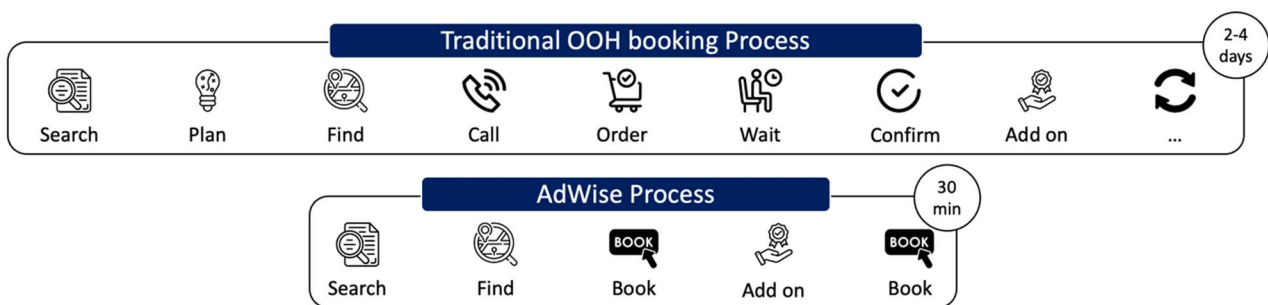 Traditional OOH booking Process
2-4
days
Search Plan Find Call Order Wait Confirm Add on ...
AdWise Process
30
min
BOOK BOOK
Search Find Book Add on Book